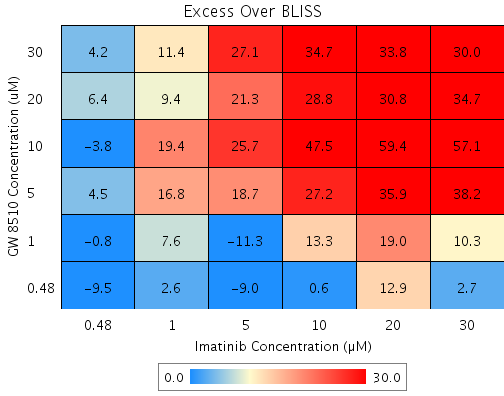 Excess Over BLISS
GW 8510 Concentration (uM)
30 4.2 11.4 27.1 34.7 33.8 30.0
20 6.4 9.4 21.3 28.8 30.8 34.7
10 −3.8 19.4 25.7 47.5 59.4 57.1
5 4.5 16.8 18.7 27.2 35.9 38.2
1 −0.8 7.6 −11.3 13.3 19.0 10.3
0.48 −9.5 2.6 −9.0 0.6 12.9 2.7
0.48 1 5 10 20 30
Imatinib Concentration (μM)
0.0 30.0